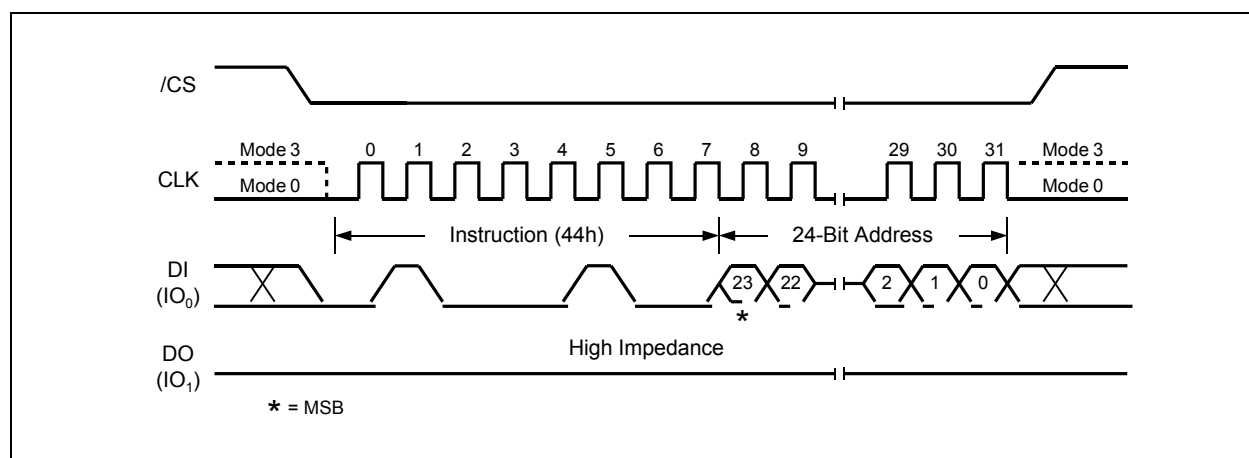 /CS
Mode 3
0 1 2 3 4 5 6 7 8 9 29 30 31
Mode 3
CLK
Mode 0
Mode 0
Instruction (44h)
24-Bit Address
DI
(IO₀)
23 22 2 1 0
*
High Impedance
DO
(IO₁)
* = MSB